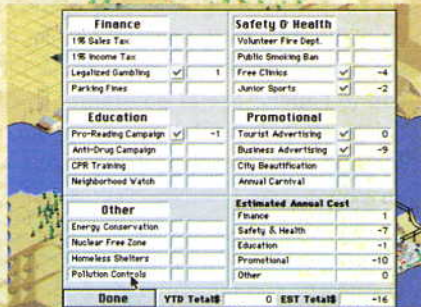 Finance
1% Sales Tax
1% Income Tax
Legalized Gambling 1
Parking Fines
Safety & Health
Volunteer Fire Dept.
Public Smoking Ban
Free Clinics -4
Junior Sports -2
Education
Pro-Reading Campaign -1
Anti-Drug Campaign
CPR Training
Neighborhood Watch
Promotional
Tourist Advertising 0
Business Advertising -9
City Beautification
Annual Carnival
Other
Energy Conservation
Nuclear Free Zone
Homeless Shelters
Pollution Controls
Estimated Annual Cost
Finance 1
Safety & Health -7
Education -1
Promotional -10
Other 0
Done YTD Total$ 0 EST Total$ -16